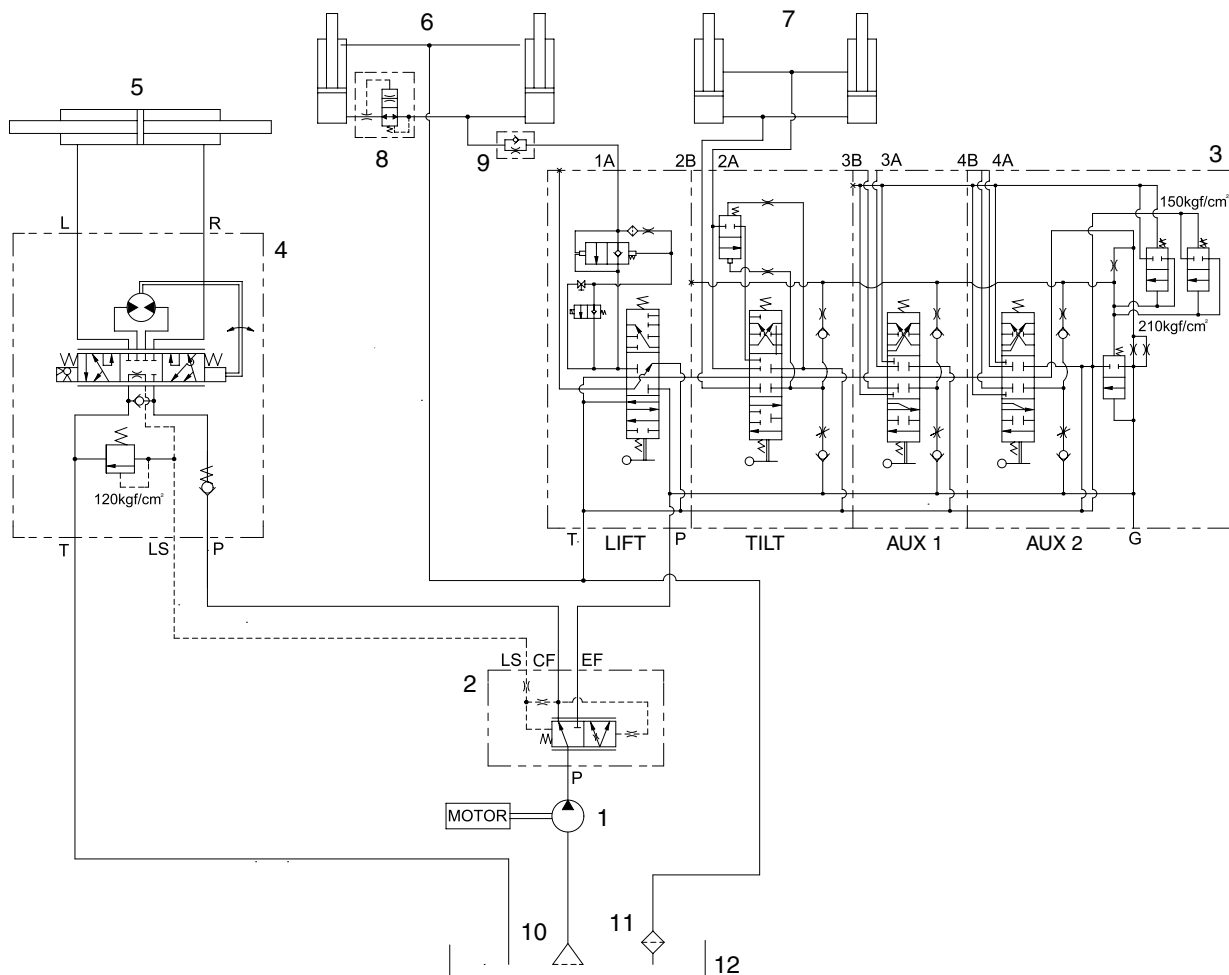 6
7
5
8
9
1A
2B
2A
3B
3A
4B
4A
3
150kgf/cm²
L
R
4
210kgf/cm²
120kgf/cm²
T
LS
P
T
LIFT
P
TILT
AUX 1
AUX 2
G
LS
CF
EF
2
P
MOTOR
1
10
11
12